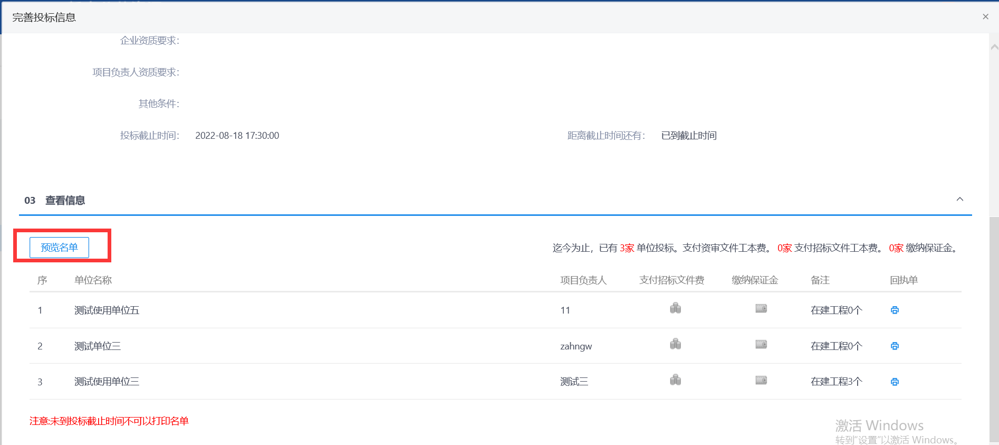 完善投标信息
企业资质要求：
项目负责人资质要求：
其他条件：
投标截止时间： 2022-08-18 17:30:00 距离截止时间还有： 已到截止时间
03 查看信息
预览名单 迄今为止，已有 3家 单位投标。支付资审文件工本费。 0家 支付招标文件工本费。 0家 缴纳保证金。
序 单位名称 项目负责人 支付招标文件费 缴纳保证金 备注 回执单
1 测试使用单位五 11 在建工程0个
2 测试单位三 zahngw 在建工程0个
3 测试使用单位三 测试三 在建工程3个
注意:未到投标截止时间不可以打印名单
激活 Windows
转到“设置”以激活 Windows。